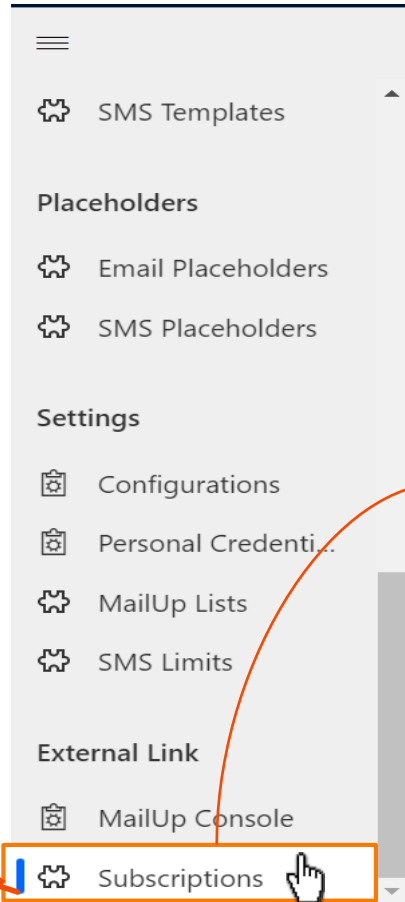 SMS Templates
Placeholders
Email Placeholders
SMS Placeholders
Settings
Configurations
Personal Credenti...
MailUp Lists
SMS Limits
External Link
MailUp Console
Subscriptions